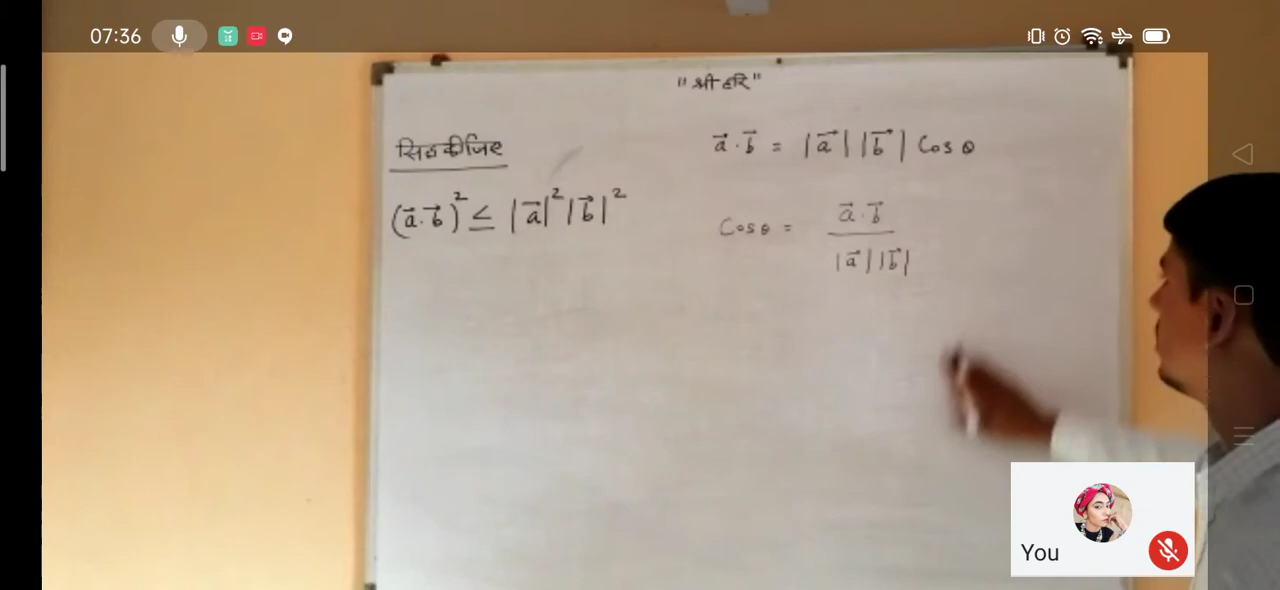 07:36
"श्री हरि"
सिद्ध कीजिए
(a⃗.b⃗)² ≤ |a⃗|²|b⃗|²
a⃗.b⃗ = |a⃗||b⃗| Cos θ
Cos θ = a⃗.b⃗ / |a⃗||b⃗|
You